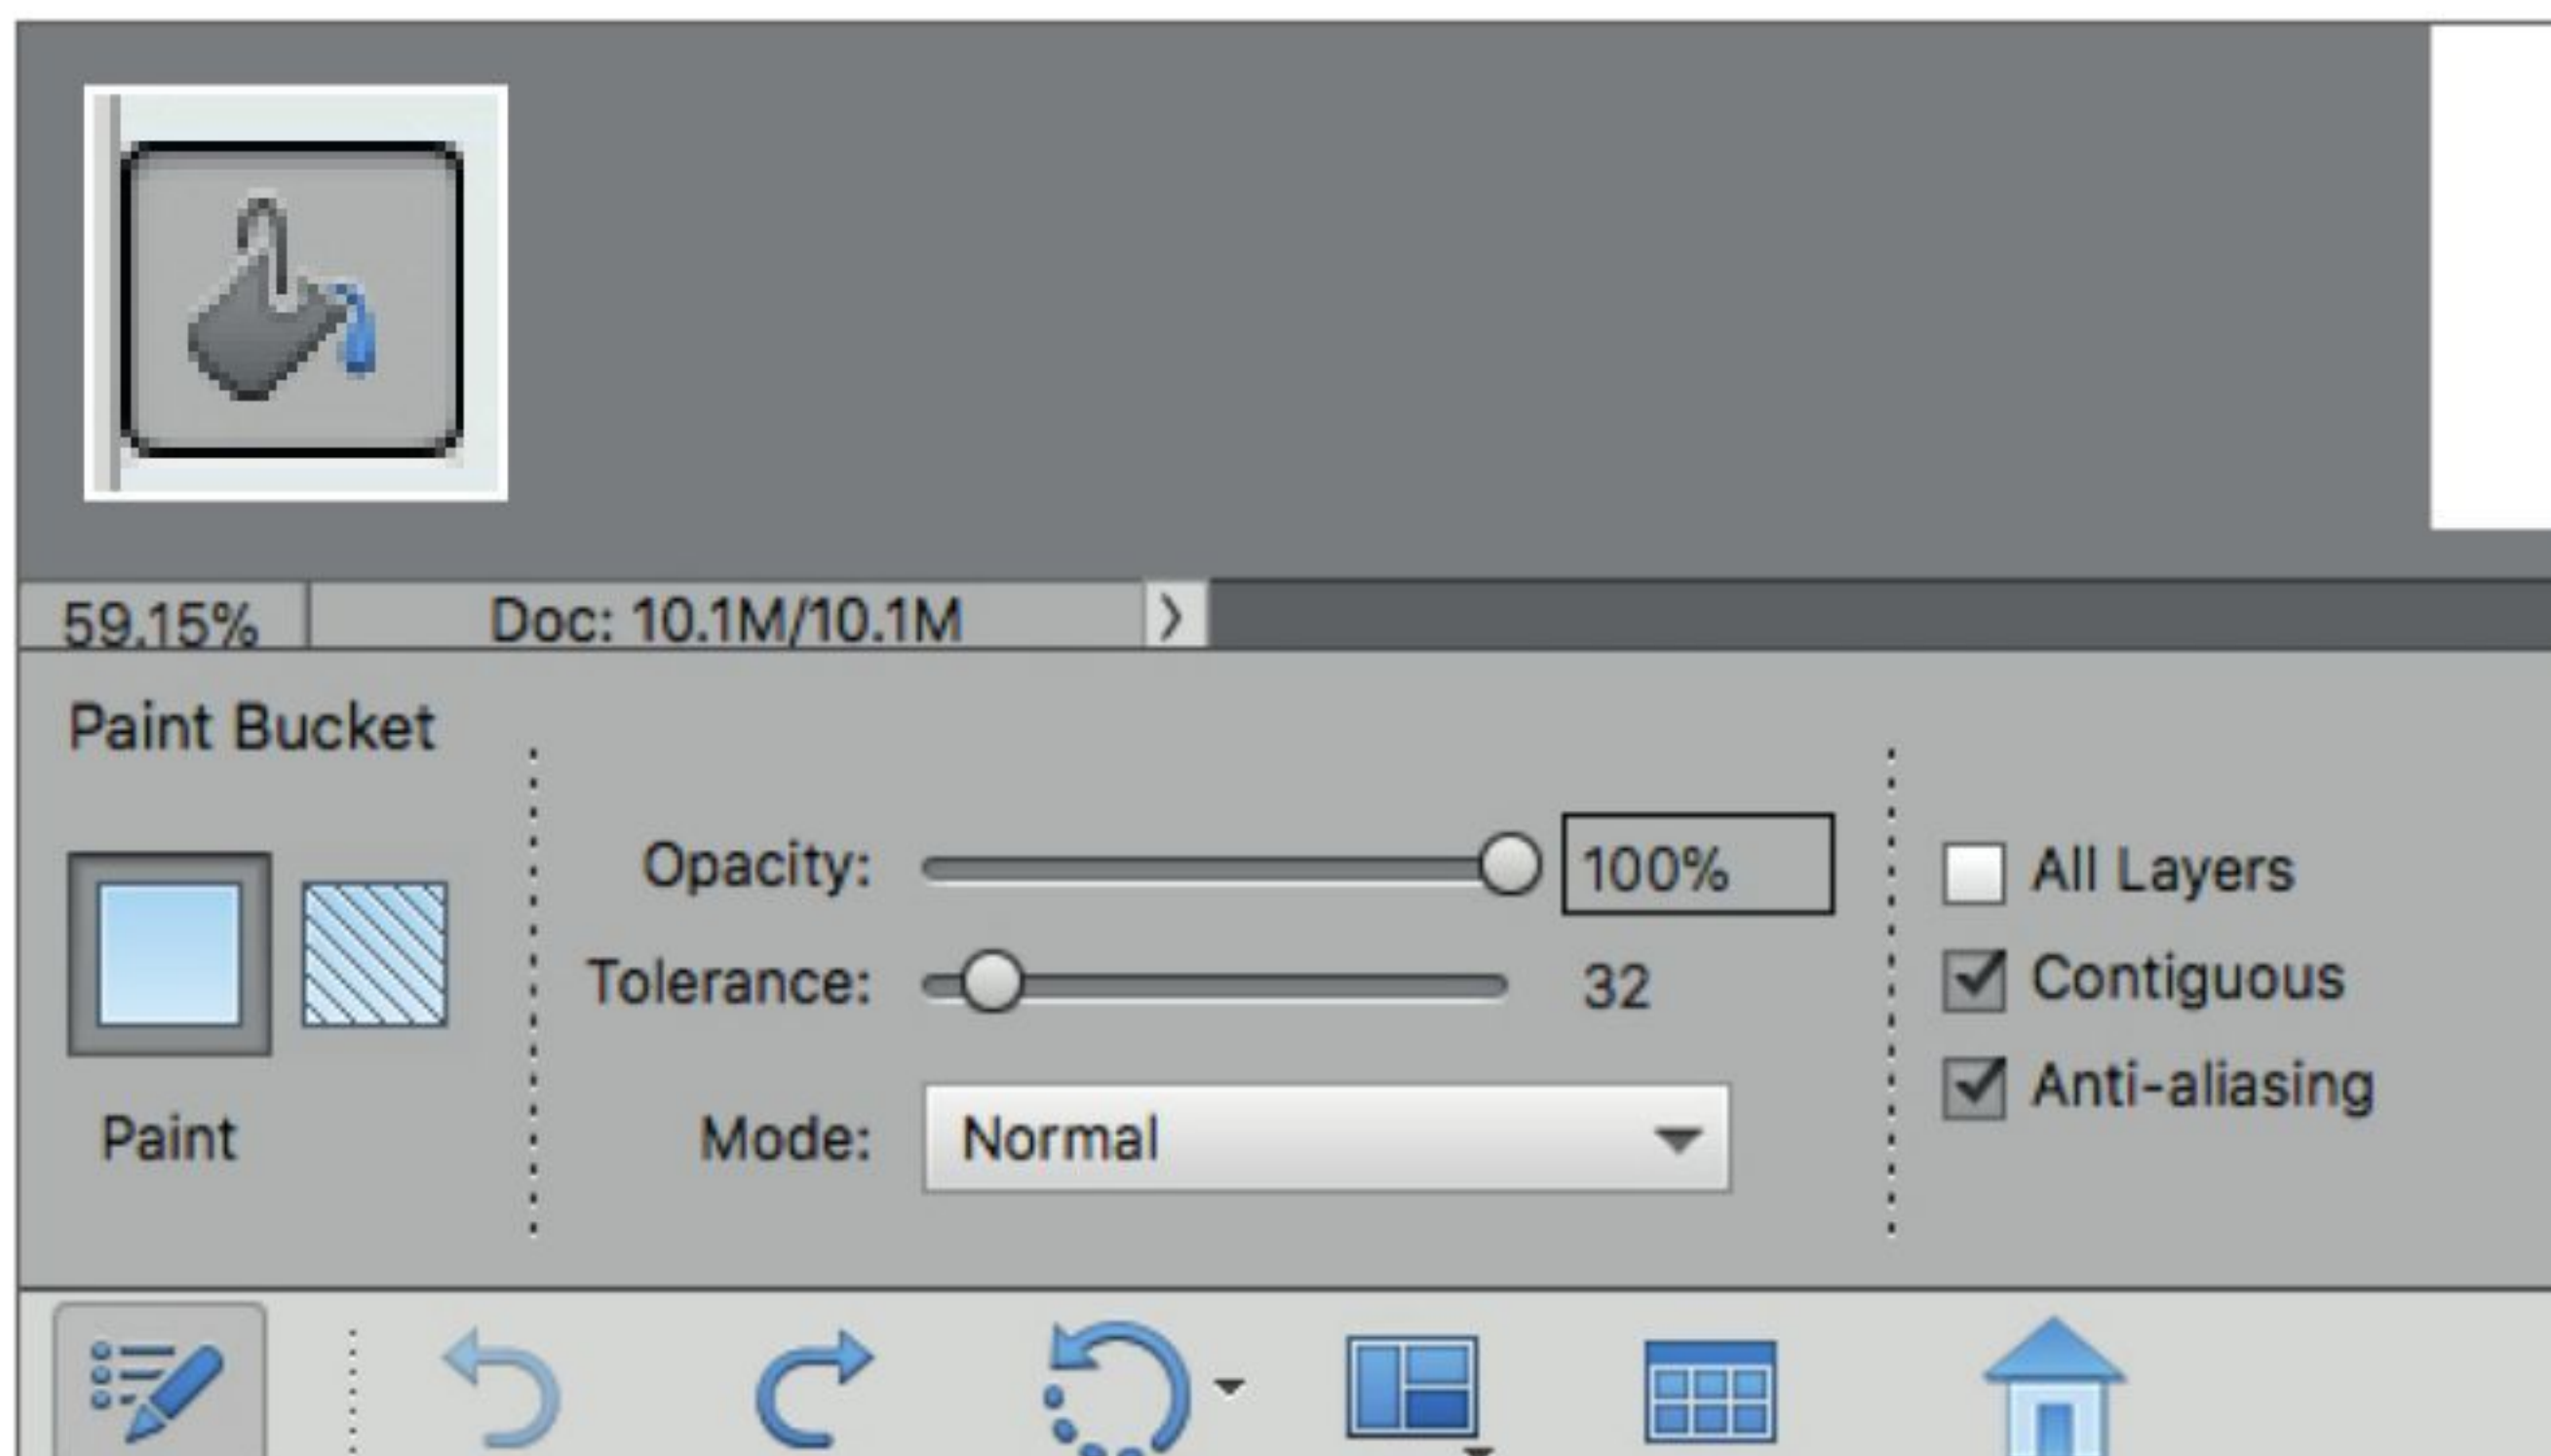 59.15%
Doc: 10.1M/10.1M
Paint Bucket
Opacity: 100%
All Layers
Tolerance: 32
Contiguous
Anti-aliasing
Paint
Mode: Normal